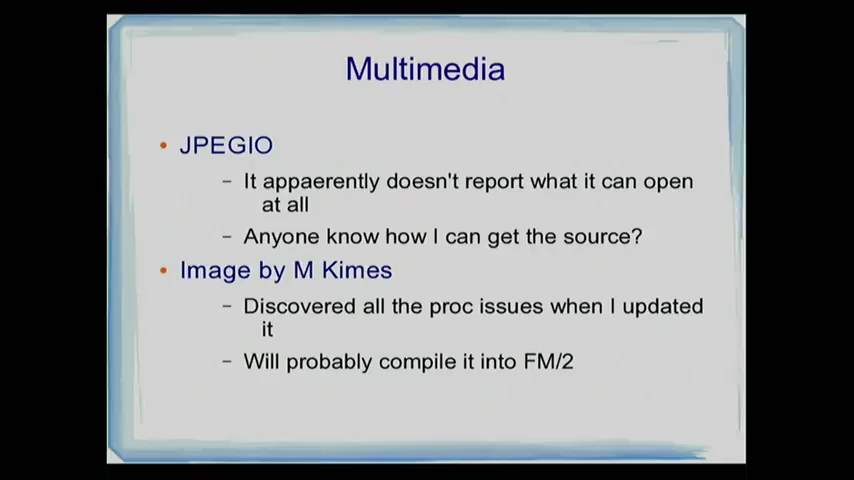 Multimedia
• JPEGIO
– It appaerently doesn't report what it can open
at all
– Anyone know how I can get the source?
• Image by M Kimes
– Discovered all the proc issues when I updated
it
– Will probably compile it into FM/2